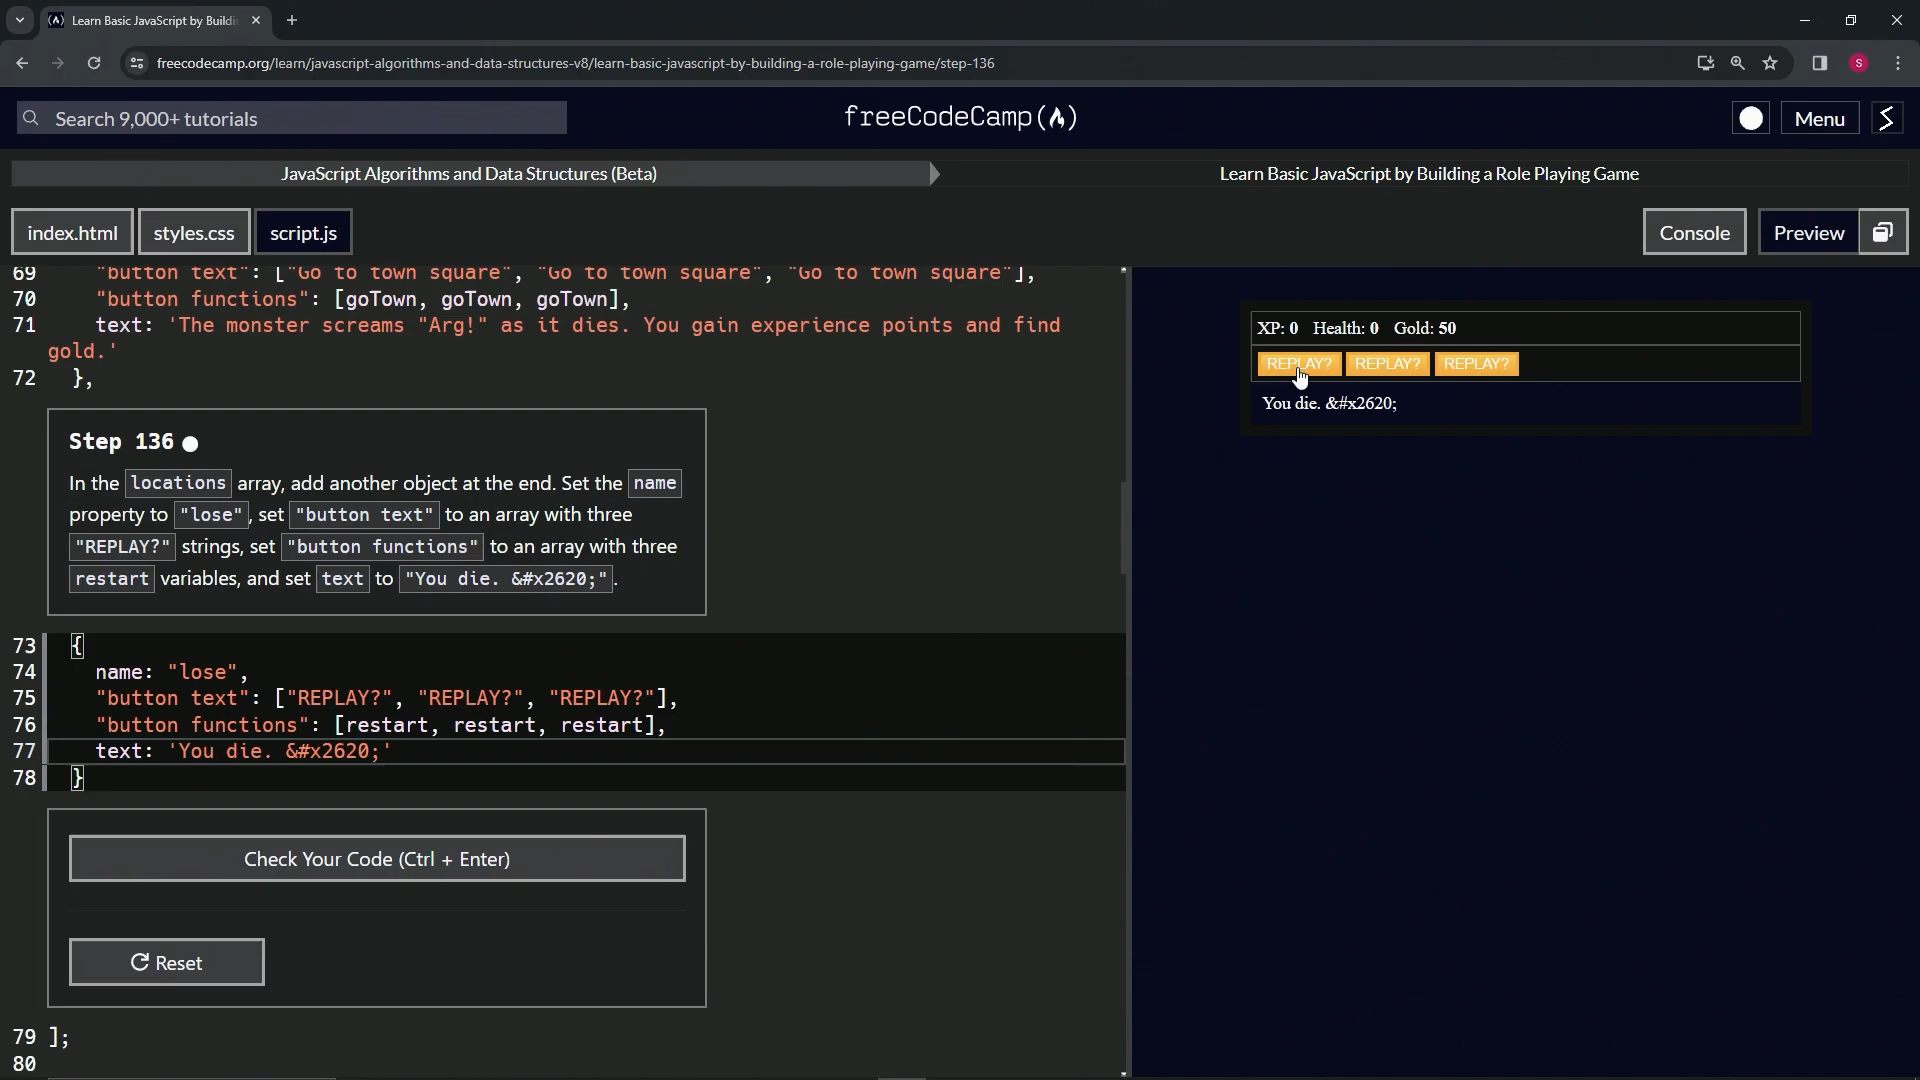 Learn Basic JavaScript by Buildi
freecodecamp.org/learn/javascript-algorithms-and-data-structures-v8/learn-basic-javascript-by-building-a-role-playing-game/step-136
S
Search 9,000+ tutorials
freeCodeCamp(🔥)
Menu
JavaScript Algorithms and Data Structures (Beta)
Learn Basic JavaScript by Building a Role Playing Game
index.html
styles.css
script.js
Console
Preview
69 "button text": ["Go to town square", "Go to town square", "Go to town square"],
70 "button functions": [goTown, goTown, goTown],
71 text: 'The monster screams "Arg!" as it dies. You gain experience points and find
gold.'
72 },
Step 136
In the locations array, add another object at the end. Set the name
property to "lose", set "button text" to an array with three
"REPLAY?" strings, set "button functions" to an array with three
restart variables, and set text to "You die. &#x2620;".
73 {
74 name: "lose",
75 "button text": ["REPLAY?", "REPLAY?", "REPLAY?"],
76 "button functions": [restart, restart, restart],
77 text: 'You die. &#x2620;'
78 }
Check Your Code (Ctrl + Enter)
Reset
79 ];
80
XP: 0 Health: 0 Gold: 50
REPLAY? REPLAY? REPLAY?
You die. &#x2620;